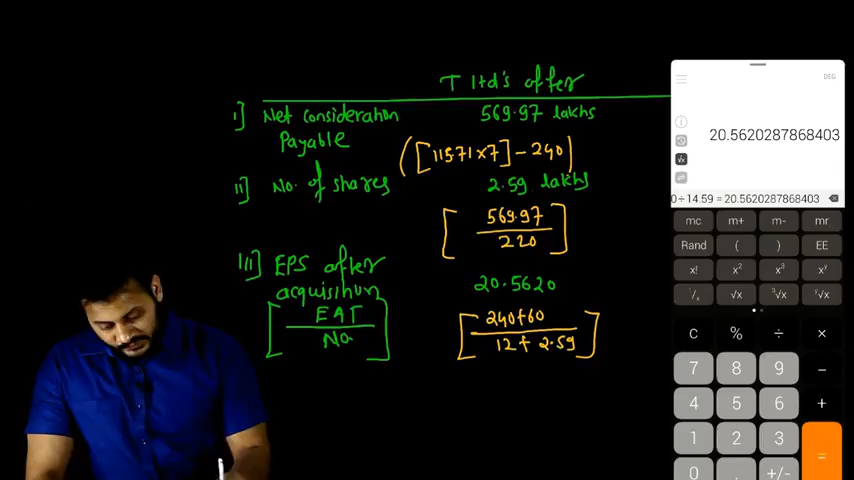 T ltd's offer
i] Net consideration 569.97 lakhs
Payable ([115.71x7] - 240)
ii] No. of shares 2.59 lakhs
[569.97 / 220]
iii] EPS after
acquisition 20.5620
[EAT / No] [240+60 / 12 + 2.59]
DEG
20.5620287868403
0÷14.59 = 20.5620287868403
mc m+ m- mr
Rand ( ) EE
x! x² x³ xʸ
¹/ₓ √x ³√x ʸ√x
C % ÷ ×
7 8 9 −
4 5 6 +
1 2 3 =
0 . +/-